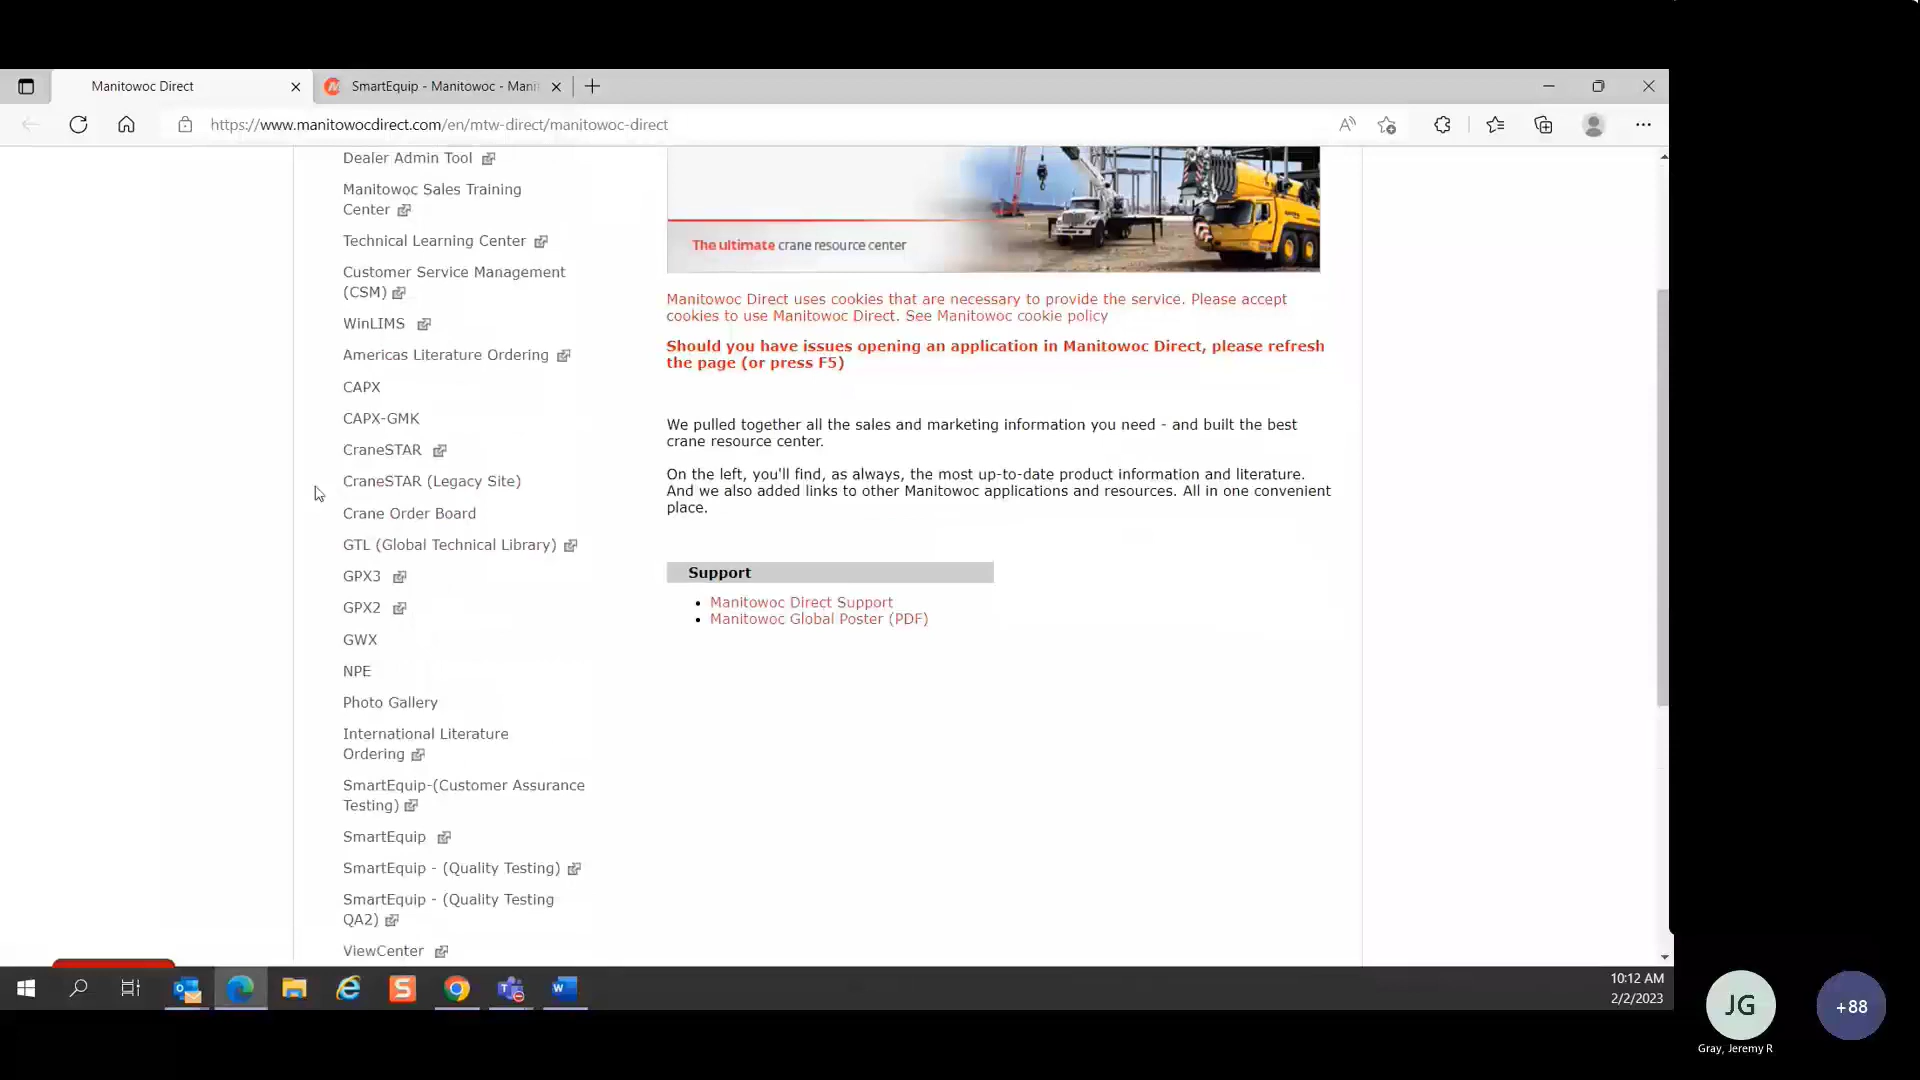 Manitowoc Direct
SmartEquip - Manitowoc - Mani
https://www.manitowocdirect.com/en/mtw-direct/manitowoc-direct
Dealer Admin Tool
Manitowoc Sales Training
Center
Technical Learning Center
Customer Service Management
(CSM)
WinLIMS
Americas Literature Ordering
CAPX
CAPX-GMK
CraneSTAR
CraneSTAR (Legacy Site)
Crane Order Board
GTL (Global Technical Library)
GPX3
GPX2
GWX
NPE
Photo Gallery
International Literature
Ordering
SmartEquip-(Customer Assurance
Testing)
SmartEquip
SmartEquip - (Quality Testing)
SmartEquip - (Quality Testing
QA2)
ViewCenter
The ultimate crane resource center
Manitowoc Direct uses cookies that are necessary to provide the service. Please accept
cookies to use Manitowoc Direct. See Manitowoc cookie policy
Should you have issues opening an application in Manitowoc Direct, please refresh
the page (or press F5)
We pulled together all the sales and marketing information you need - and built the best
crane resource center.
On the left, you'll find, as always, the most up-to-date product information and literature.
And we also added links to other Manitowoc applications and resources. All in one convenient
place.
Support
Manitowoc Direct Support
Manitowoc Global Poster (PDF)
10:12 AM
2/2/2023
JG
+88
Gray, Jeremy R